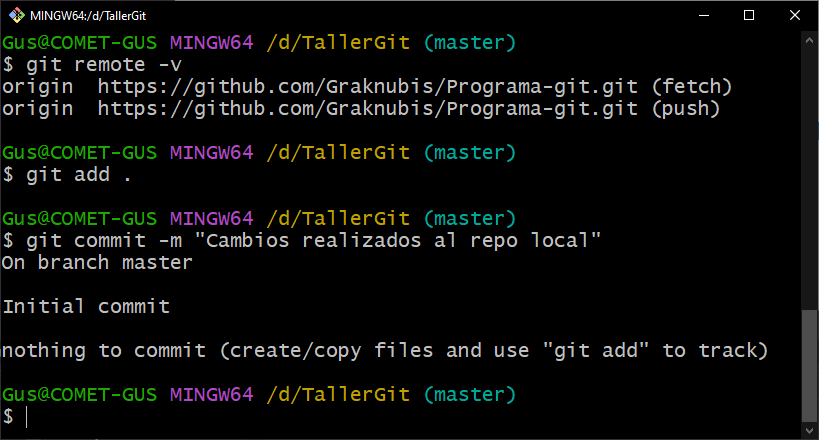 MINGW64:/d/TallerGit
Gus@COMET-GUS MINGW64 /d/TallerGit (master)
$ git remote -v
origin  https://github.com/Graknubis/Programa-git.git (fetch)
origin  https://github.com/Graknubis/Programa-git.git (push)
Gus@COMET-GUS MINGW64 /d/TallerGit (master)
$ git add .
Gus@COMET-GUS MINGW64 /d/TallerGit (master)
$ git commit -m "Cambios realizados al repo local"
On branch master
Initial commit
nothing to commit (create/copy files and use "git add" to track)
Gus@COMET-GUS MINGW64 /d/TallerGit (master)
$